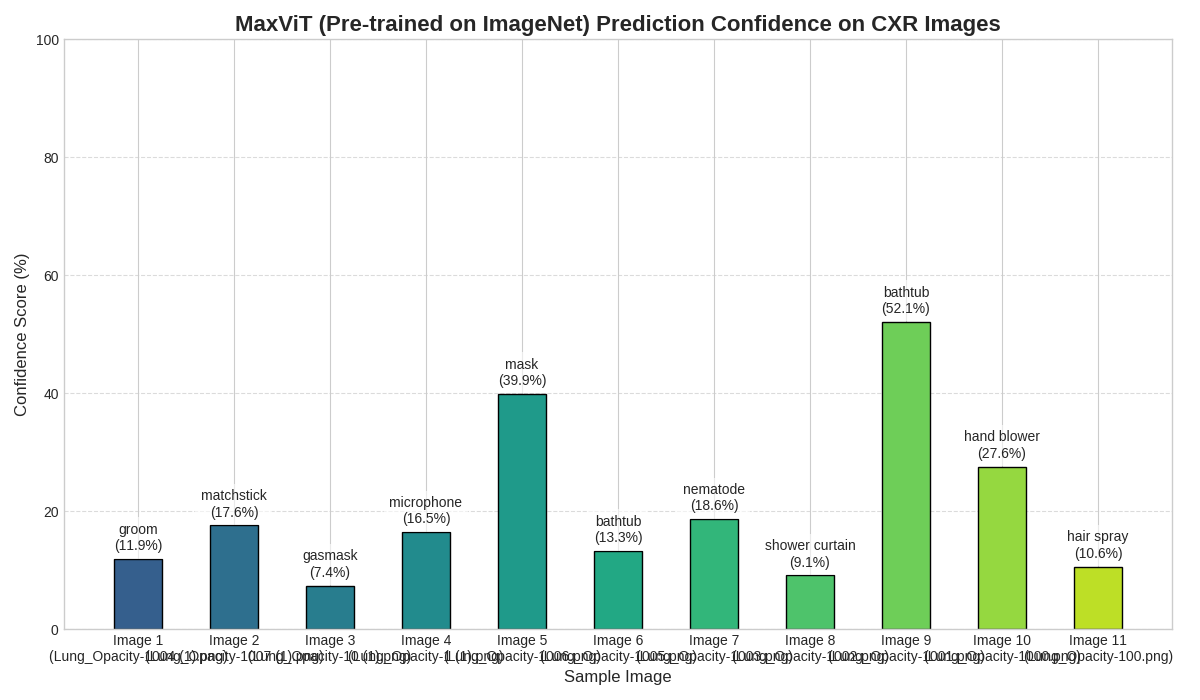 MaxViT (Pre-trained on ImageNet) Prediction Confidence on CXR Images
Confidence Score (%)
100
80
60
40
20
0
groom
(11.9%)
matchstick
(17.6%)
gasmask
(7.4%)
microphone
(16.5%)
mask
(39.9%)
bathtub
(13.3%)
nematode
(18.6%)
shower curtain
(9.1%)
bathtub
(52.1%)
hand blower
(27.6%)
hair spray
(10.6%)
Image 1
Image 2
Image 3
Image 4
Image 5
Image 6
Image 7
Image 8
Image 9
Image 10
Image 11
(Lung_Opacity-100.png)
Sample Image